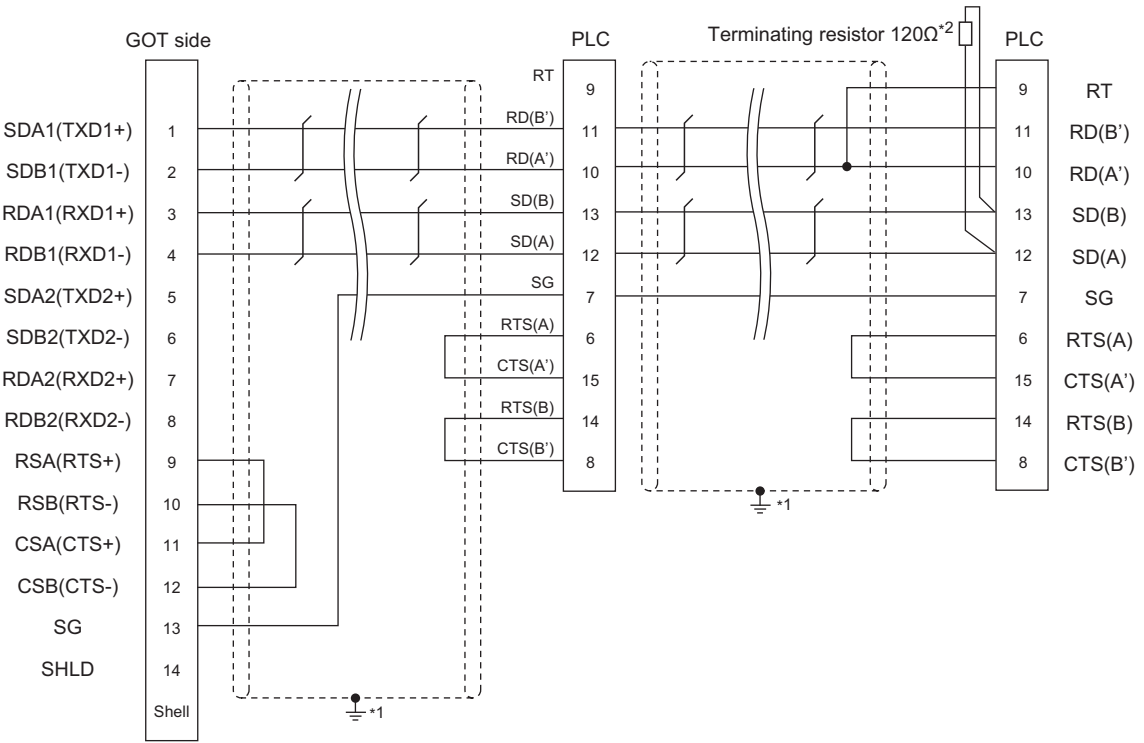 GOT side
PLC
Terminating resistor 120Ω*2
PLC
RT
9
9
RT
SDA1(TXD1+)
1
RD(B’)
11
11
RD(B’)
SDB1(TXD1-)
2
RD(A’)
10
10
RD(A’)
RDA1(RXD1+)
3
SD(B)
13
13
SD(B)
RDB1(RXD1-)
4
SD(A)
12
12
SD(A)
SDA2(TXD2+)
5
SG
7
7
SG
SDB2(TXD2-)
6
RTS(A)
6
6
RTS(A)
RDA2(RXD2+)
7
CTS(A’)
15
15
CTS(A’)
RDB2(RXD2-)
8
RTS(B)
14
14
RTS(B)
RSA(RTS+)
9
CTS(B’)
8
8
CTS(B’)
RSB(RTS-)
10
*1
CSA(CTS+)
11
CSB(CTS-)
12
SG
13
SHLD
14
Shell
*1